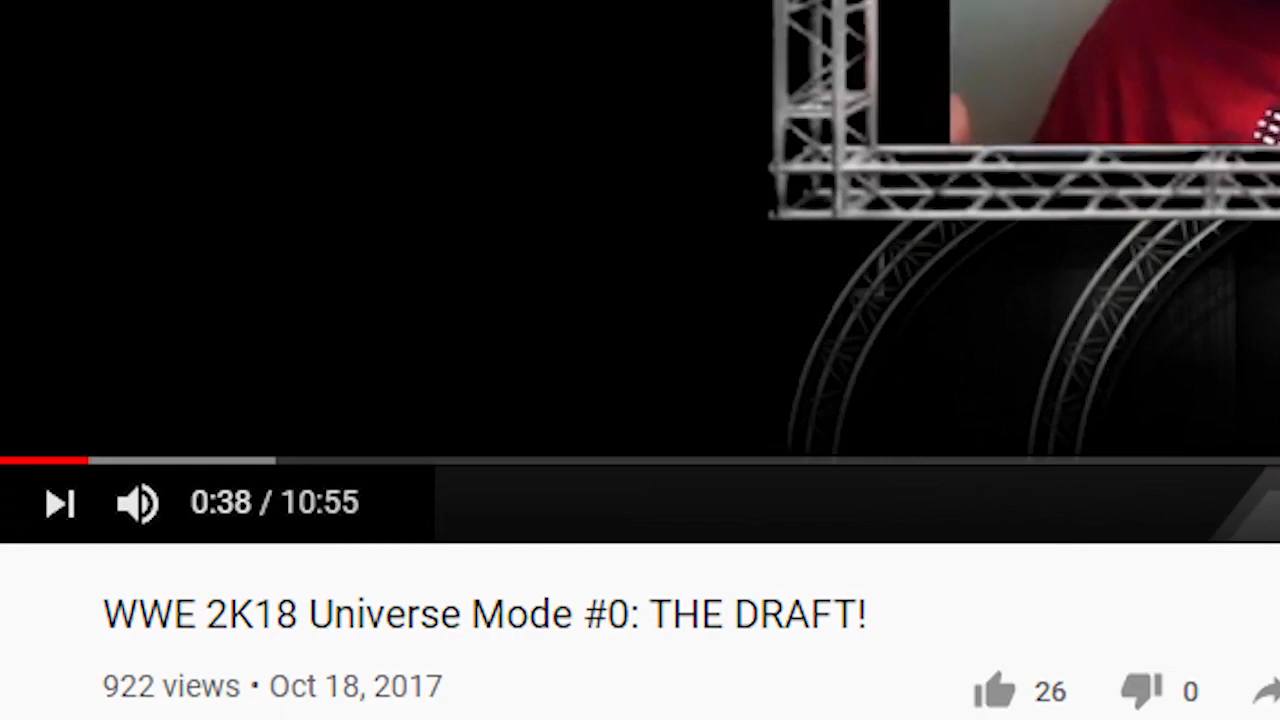 0:38 / 10:55
WWE 2K18 Universe Mode #0: THE DRAFT!
922 views • Oct 18, 2017
26
0